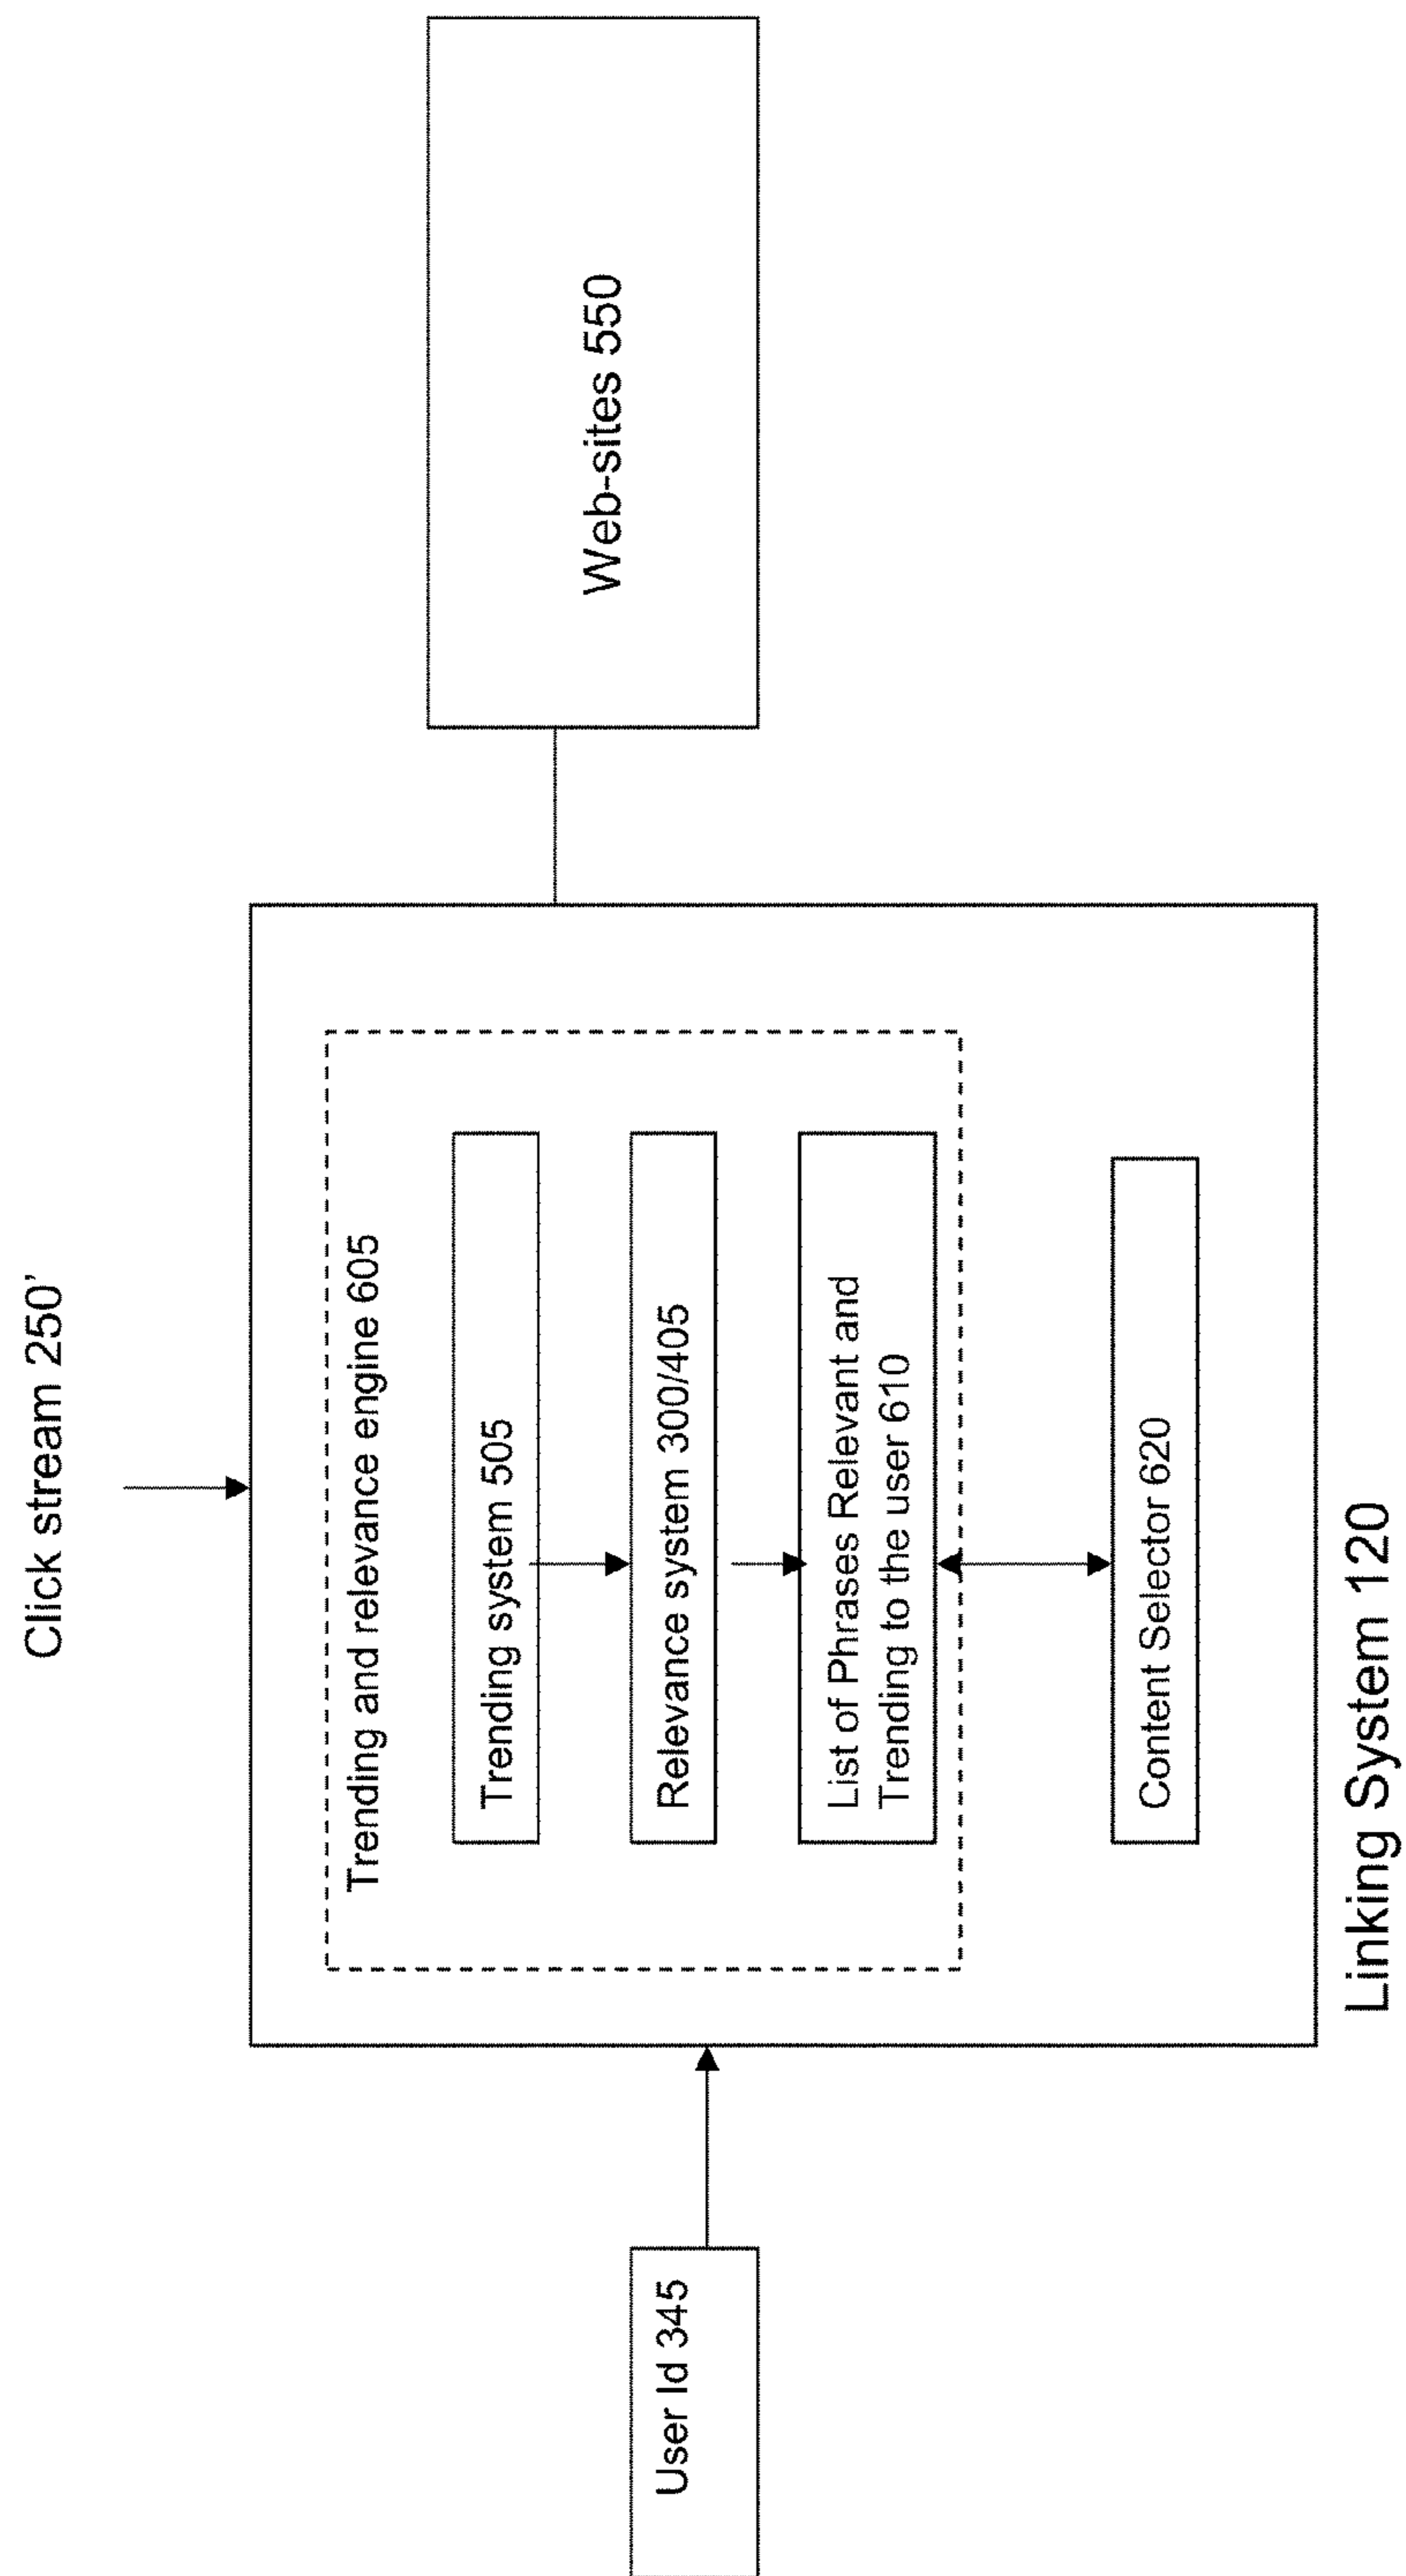 Click stream 250’
Trending and relevance engine 605
Trending system 505
Relevance system 300/405
List of Phrases Relevant and
Trending to the user 610
Content Selector 620
Linking System 120
User Id 345
Web-sites 550